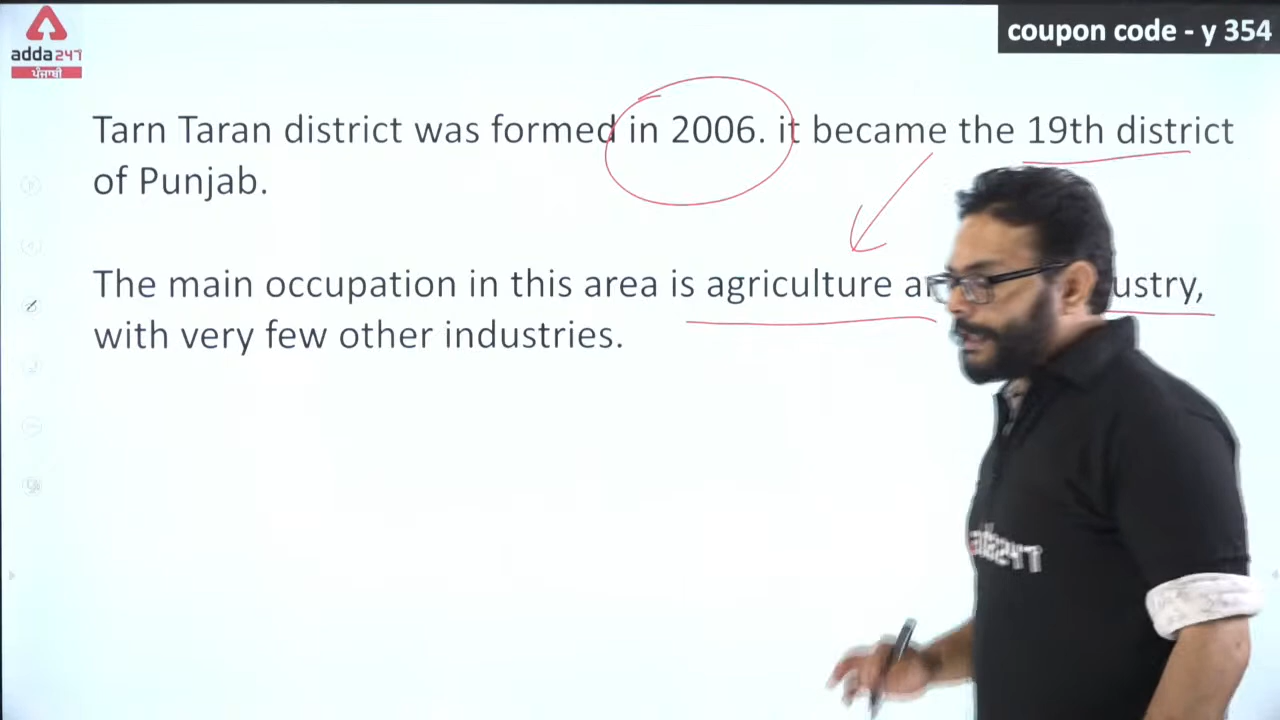 adda247
ਪੰਜਾਬੀ
coupon code - y 354
Tarn Taran district was formed in 2006. it became the 19th district
of Punjab.
The main occupation in this area is agriculture
with very few other industries.
adda247